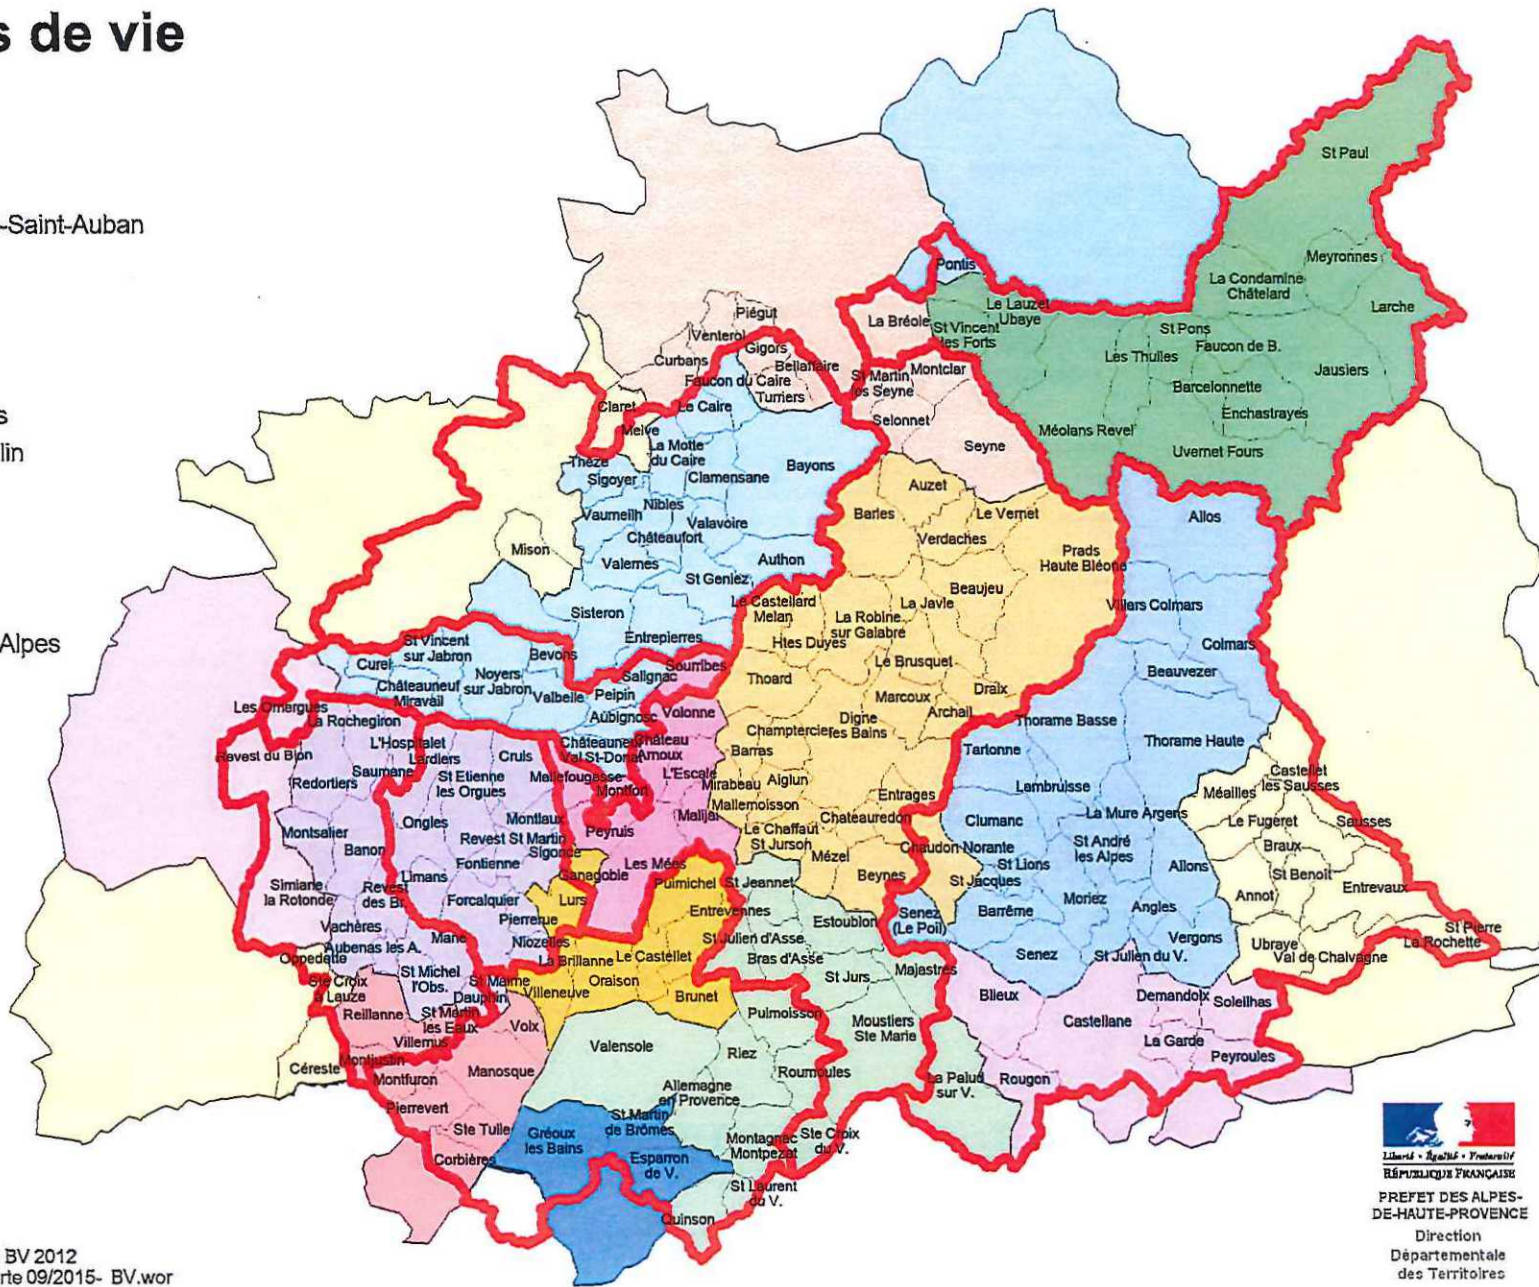 s de vie
-Saint-Auban
s
lin
Alpes
BV 2012
rte 09/2015- BV.wor
St Paul
Meyronnes
La Condamine
Châtelard
Larche
Pontis
Le Lauzet
Ubaye
La Bréole
St Vincent
les Forts
St Pons
Faucon de B.
Les Thuiles
Jausiers
Barcelonnette
Enchastrayes
Méolans Revel
Uvernet Fours
Piégut
Venterol
Gigors
Curbans
Bellaffaire
Faucon du Caire
Turriers
St Martin
les Seyne
Montclar
Selonnet
Seyne
Claret
Le Caire
Melve
La Motte
du Caire
Thèze
Sigoyer
Clamensane
Bayons
Nibles
Vaumeilh
Valavoire
Châteaufort
Mison
Valernes
Authon
St Geniez
Sisteron
Entrepierres
Auzet
Barles
Le Vernet
Verdaches
Prads
Haute Bléone
Beaujeu
Allos
Villars Colmars
Colmars
Beauvezer
Le Castellard
Melan
La Javie
La Robine
sur Galabre
Htes Duyes
Le Brusquet
Thoard
Marcoux
Draix
Archail
Champtercier
Digne
les Bains
Barras
Mirabeau
Aiglun
Mallemoisson
Entrages
Le Chaffaut
St Jurson
Chateauredon
Mézel
Beynes
Chaudon Norante
St Vincent
sur Jabron
Curel
Bevons
Noyers
sur Jabron
Châteauneuf
Miravail
Valbelle
Peipin
Salignac
Sourribes
Aubignosc
Volonne
Les Omergues
La Rochegiron
Châteauneuf
Val St-Donat
Château
Arnoux
Revest du Bion
L'Hospitalet
Lardiers
Cruis
L'Escale
Saumane
Mallefougasse
Montfort
Redortiers
St Etienne
les Orgues
Malijai
Ongles
Montlaux
Peyruis
Montsalier
Revest St Martin
Sigonce
Banon
Fontienne
Les Mées
Ganagobie
Limans
Puimichel
Simiane
la Rotonde
Revest
des Br.
Forcalquier
Lurs
Pierrerue
Entrevennes
Vachères
Mane
Niozelles
Aubenas les A.
La Brillanne
Le Castellet
Oppedette
St Michel
l'Obs.
St Maime
Oraison
Ste Croix
à Lauze
Dauphin
Villeneuve
Brunet
Reillanne
St Martin
les Eaux
Volx
Villemus
Montjustin
Manosque
Céreste
Montfuron
Pierrevert
Ste Tulle
Corbières
Thorame Basse
Tartonne
Thorame Haute
Lambruisse
Clumanc
La Mure Argens
St André
les Alpes
St Lions
St Jacques
Allons
Moriez
Barrême
Angles
Senez
(Le Poil)
Vergons
Senez
St Julien du V.
Castellet
les Sausses
Méailles
Le Fugeret
Sausses
Braux
St Benoit
Annot
Entrevaux
St Pierre
La Rochette
Ubraye
Val de Chalvagne
St Jeannet
Estoublon
St Julien d'Asse
Bras d'Asse
St Jurs
Majastres
Puimoisson
Moustiers
Ste Marie
Valensole
Riez
Roumoules
Allemagne
en Provence
La Palud
sur V.
St Martin
de Brômes
Gréoux
les Bains
Montagnac
Montpezat
Ste Croix
du V.
Esparron
de V.
St Laurent
du V.
Quinson
Blieux
Demandolx
Soleilhas
Castellane
La Garde
Peyroules
Rougon
Liberté • Égalité • Fraternité
RÉPUBLIQUE FRANÇAISE
PREFET DES ALPES-
DE-HAUTE-PROVENCE
Direction
Départementale
des Territoires